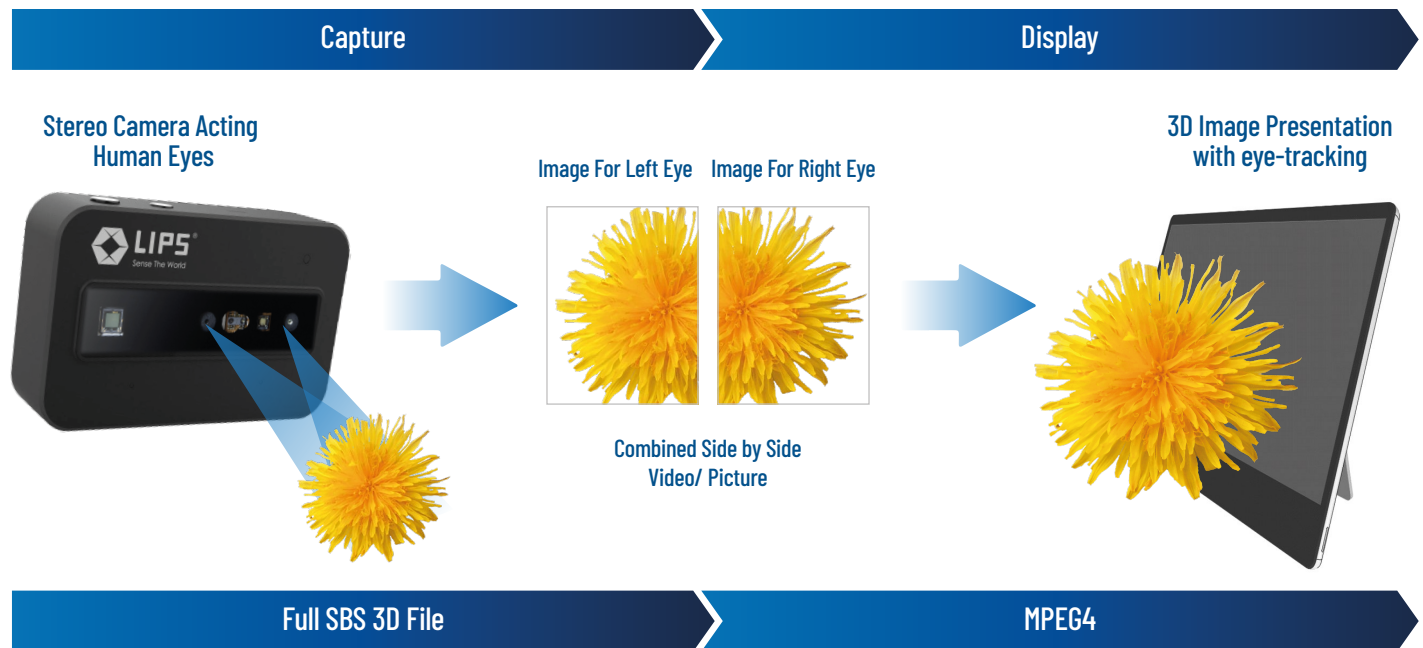 Capture
Display
Stereo Camera Acting
Human Eyes
LIPS®
Sense The World
Image For Left Eye
Image For Right Eye
Combined Side by Side
Video/ Picture
3D Image Presentation
with eye-tracking
Full SBS 3D File
MPEG4